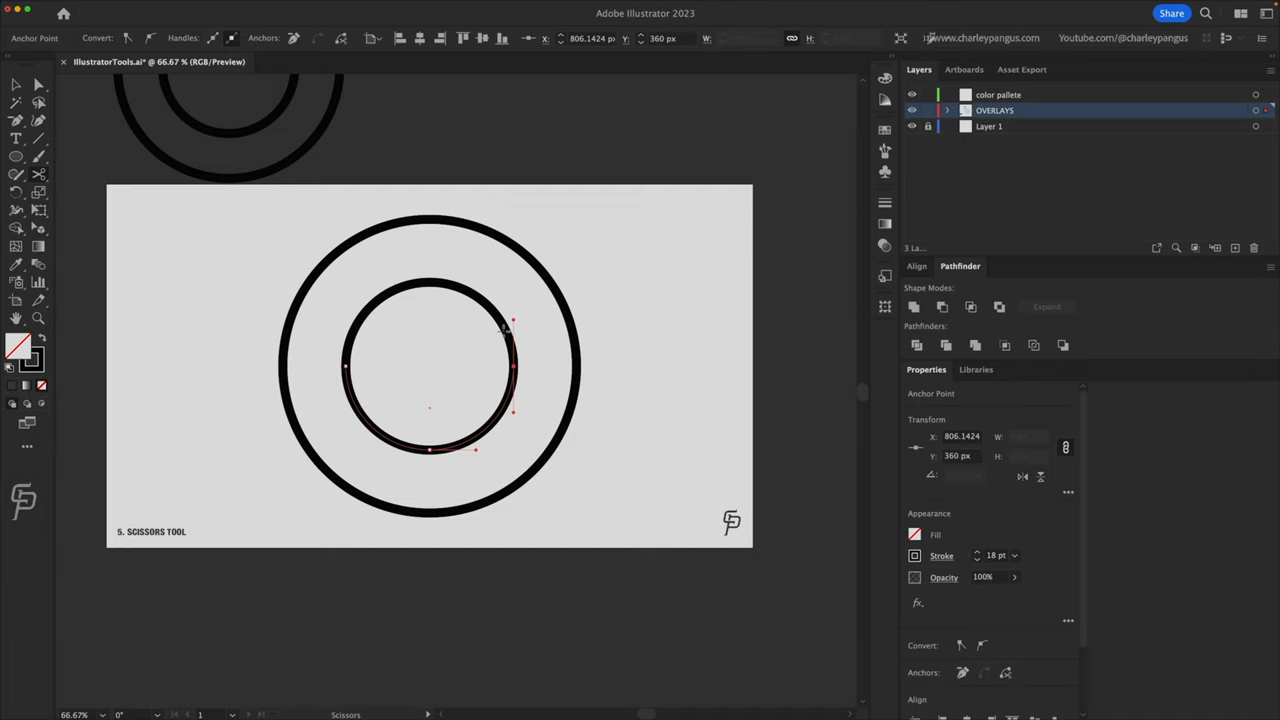 Adobe Illustrator 2023
Share
Anchor Point
Convert:
Handles:
Anchors:
X:
806.1424 p
Y:
360 px
W:
H:
www.charleypangus.com
Youtube.com/@charleypangus
IllustratorTools.ai* @ 66.67 % (RGB/Preview)
Layers
Artboards
Asset Export
color pallete
OVERLAYS
Layer 1
3 La...
Align
Pathfinder
Shape Modes:
Expand
Pathfinders:
Properties
Libraries
Anchor Point
Transform
X:
806.1424
W:
Y:
360 px
H:
Appearance
Fill
Stroke
18 pt
Opacity
100%
fx.
Convert:
Anchors:
Align
5. SCISSORS TOOL
66.67%
0°
1
Scissors